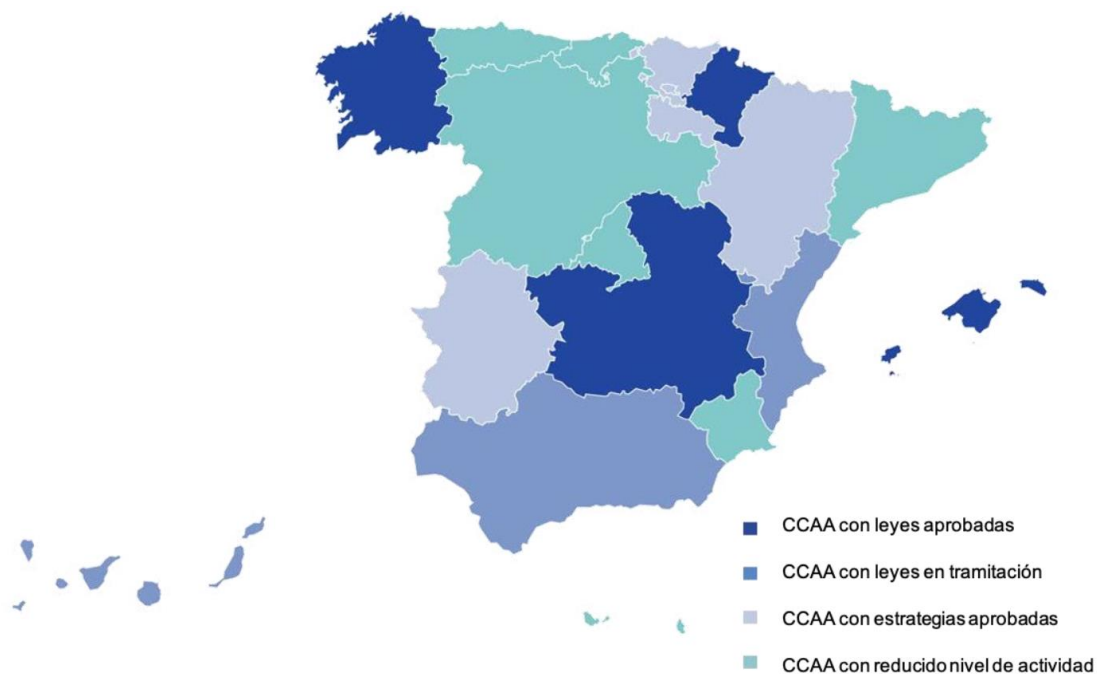 CCAA con leyes aprobadas
CCAA con leyes en tramitación
CCAA con estrategias aprobadas
CCAA con reducido nivel de actividad